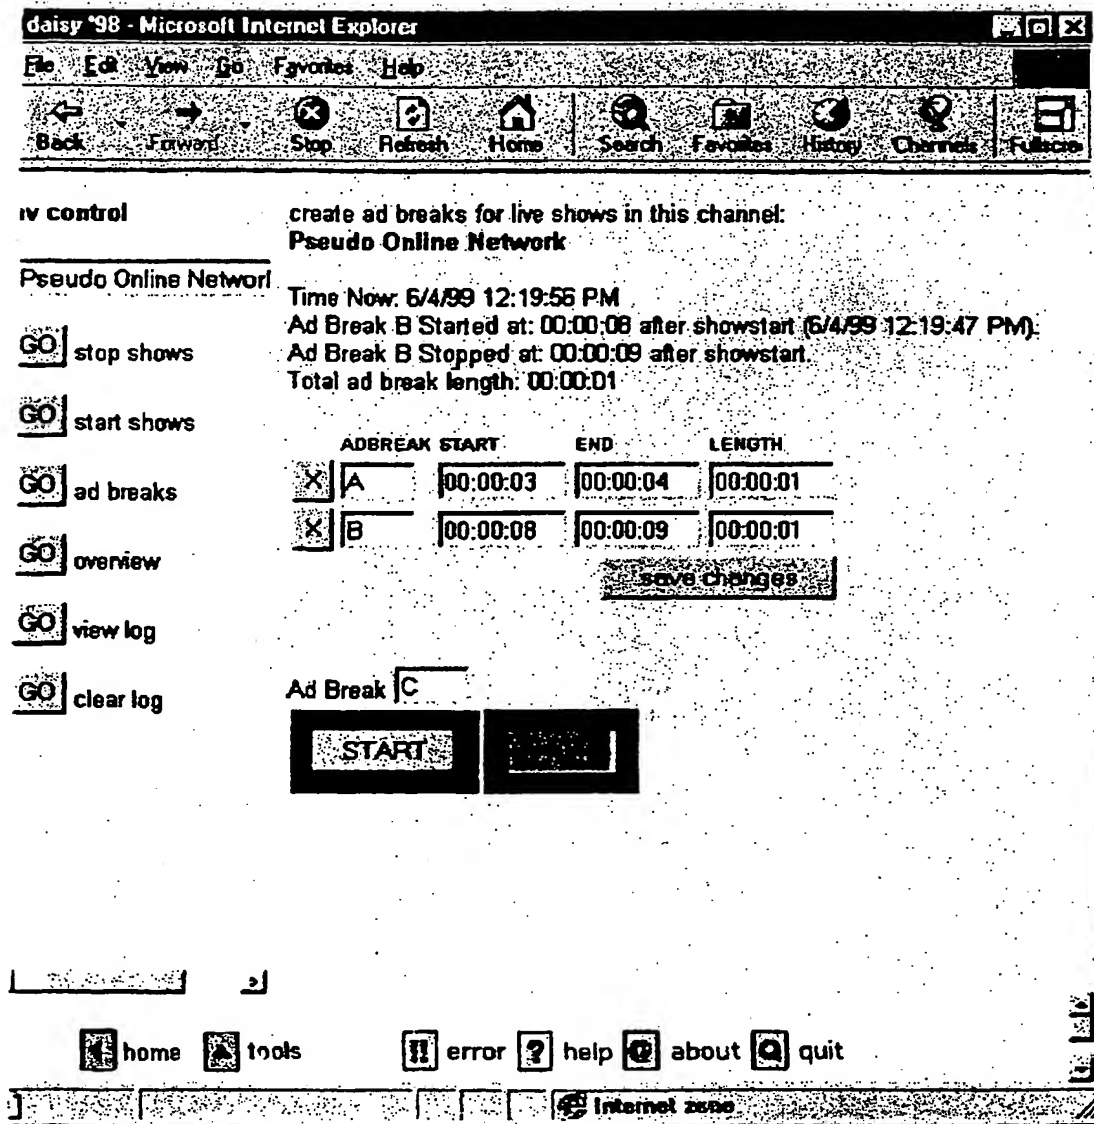 daisy '98 - Microsoft Internet Explorer
File Edit View Go Favorites Help
Back Forward Stop Refresh Home Search Favorites History Channels Fullscre
iv control
Pseudo Online Networl
GO stop shows
GO start shows
GO ad breaks
GO overview
GO view log
GO clear log
create ad breaks for live shows in this channel:
Pseudo Online Network
Time Now: 6/4/99 12:19:56 PM
Ad Break B Started at: 00:00:08 after showstart (6/4/99 12:19:47 PM).
Ad Break B Stopped at: 00:00:09 after showstart.
Total ad break length: 00:00:01
ADBREAK START END LENGTH
X A 00:00:03 00:00:04 00:00:01
X B 00:00:08 00:00:09 00:00:01
save changes
Ad Break C
START
home tools !! error ? help @ about Q quit
Internet zone